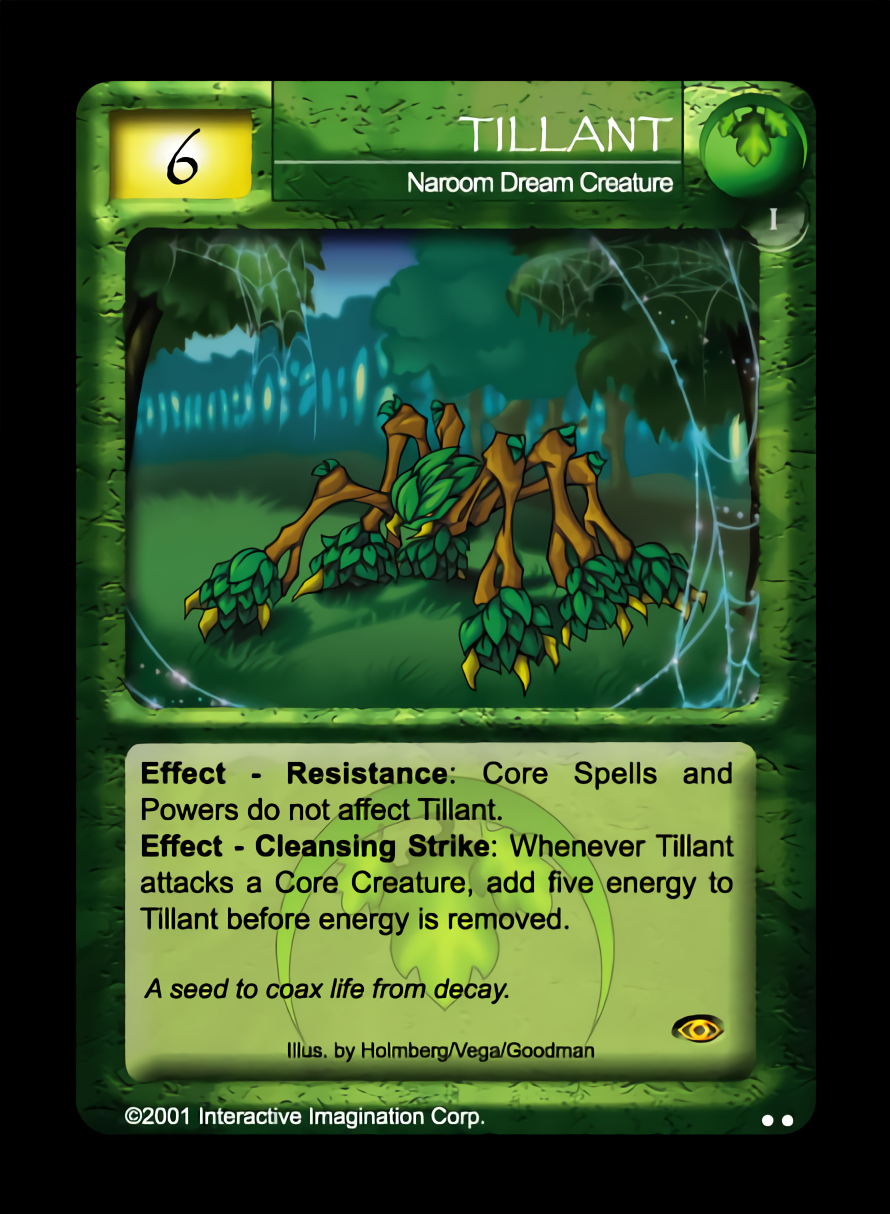 6
TILLANT
Naroom Dream Creature
I
Effect - Resistance: Core Spells and
Powers do not affect Tillant.
Effect - Cleansing Strike: Whenever Tillant
attacks a Core Creature, add five energy to
Tillant before energy is removed.
A seed to coax life from decay.
Illus. by Holmberg/Vega/Goodman
©2001 Interactive Imagination Corp.